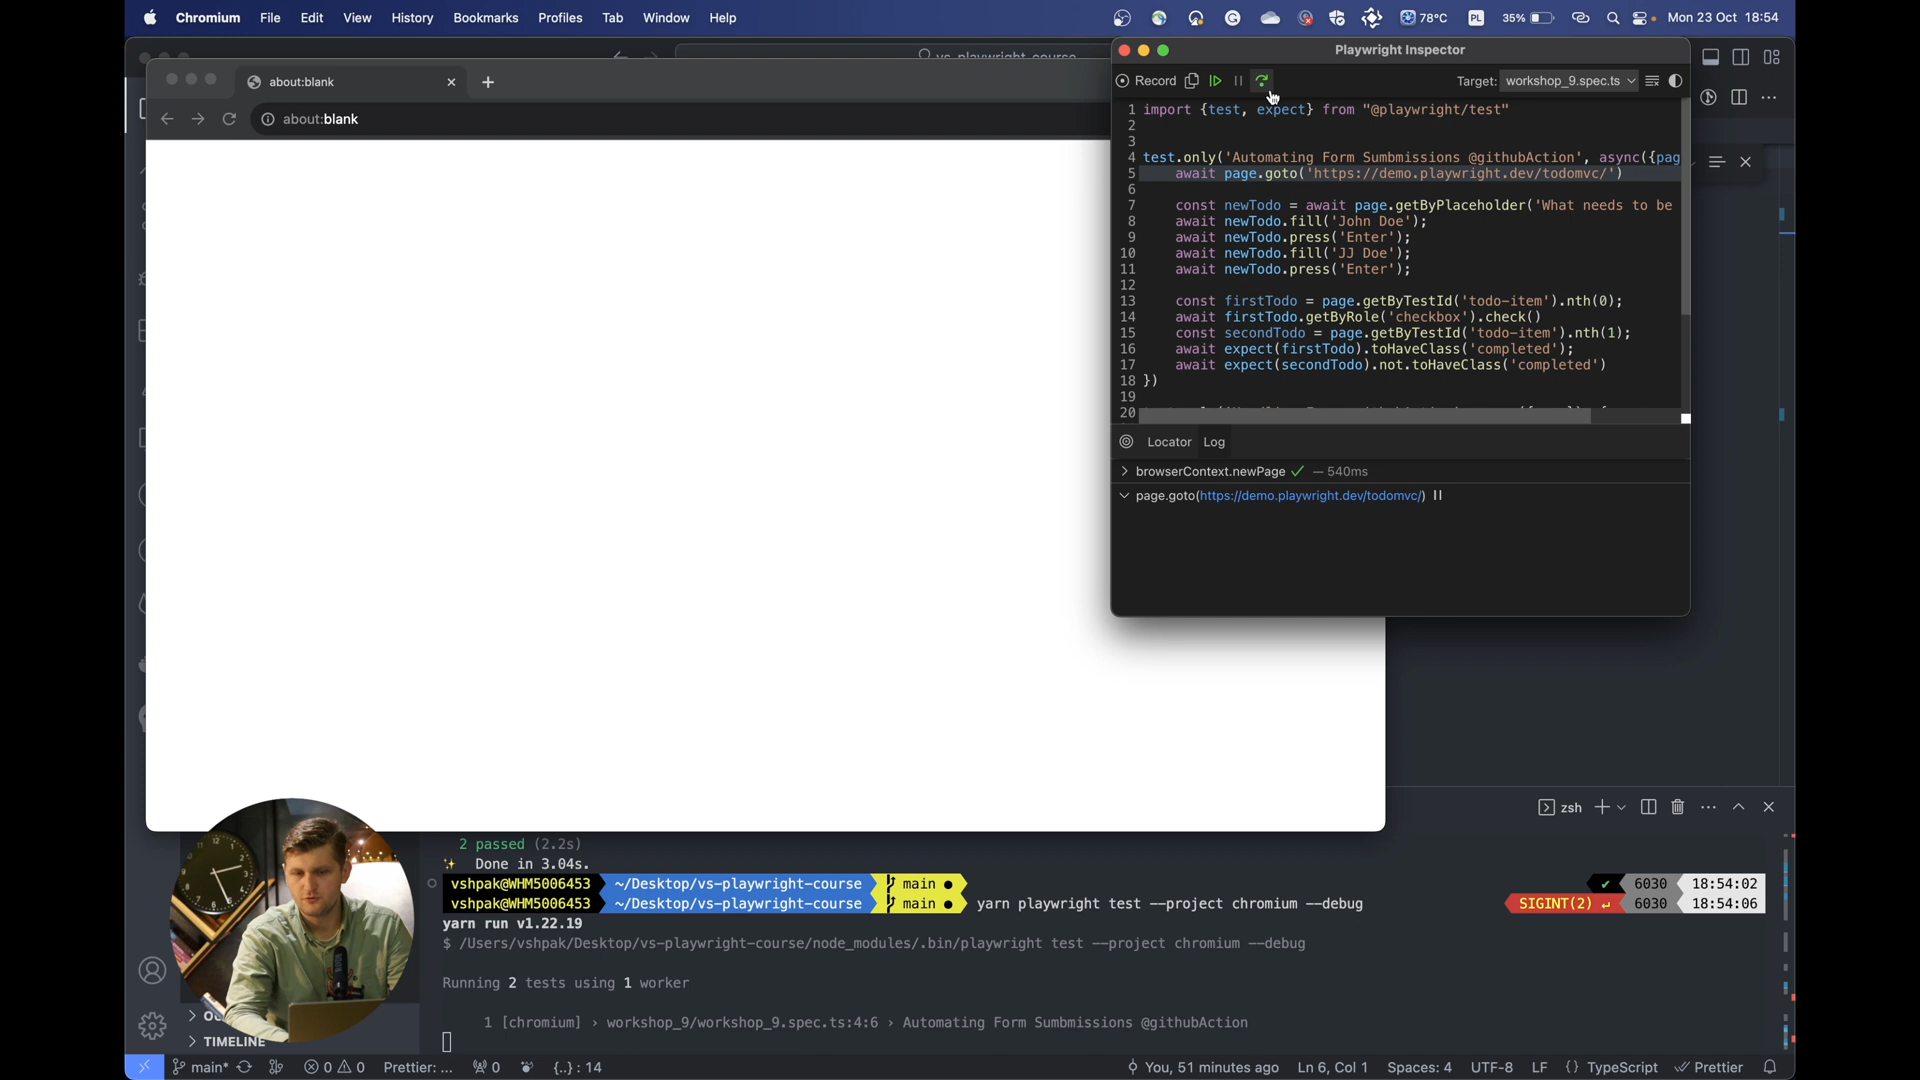 Chromium File Edit View History Bookmarks Profiles Tab Window Help
78°C PL 35% Mon 23 Oct 18:54
vs-playwright-course
about:blank
about:blank
Playwright Inspector
Record
Target: workshop_9.spec.ts
1 import {test, expect} from "@playwright/test"
2
3
4 test.only('Automating Form Sumbmissions @githubAction', async({pag
5 await page.goto('https://demo.playwright.dev/todomvc/')
6
7 const newTodo = await page.getByPlaceholder('What needs to be
8 await newTodo.fill('John Doe');
9 await newTodo.press('Enter');
10 await newTodo.fill('JJ Doe');
11 await newTodo.press('Enter');
12
13 const firstTodo = page.getByTestId('todo-item').nth(0);
14 await firstTodo.getByRole('checkbox').check()
15 const secondTodo = page.getByTestId('todo-item').nth(1);
16 await expect(firstTodo).toHaveClass('completed');
17 await expect(secondTodo).not.toHaveClass('completed')
18 })
19
20
Locator Log
browserContext.newPage ✓ — 540ms
page.goto(https://demo.playwright.dev/todomvc/)
zsh
2 passed (2.2s)
✨ Done in 3.04s.
vshpak@WHM5006453 ~/Desktop/vs-playwright-course main ● ✔ 6030 18:54:02
vshpak@WHM5006453 ~/Desktop/vs-playwright-course main ● yarn playwright test --project chromium --debug SIGINT(2) ↵ 6030 18:54:06
yarn run v1.22.19
$ /Users/vshpak/Desktop/vs-playwright-course/node_modules/.bin/playwright test --project chromium --debug
Running 2 tests using 1 worker
1 [chromium] › workshop_9/workshop_9.spec.ts:4:6 › Automating Form Sumbmissions @githubAction
TIMELINE
main* 0 0 Prettier: ... 0 {..} : 14
You, 51 minutes ago Ln 6, Col 1 Spaces: 4 UTF-8 LF {} TypeScript Prettier